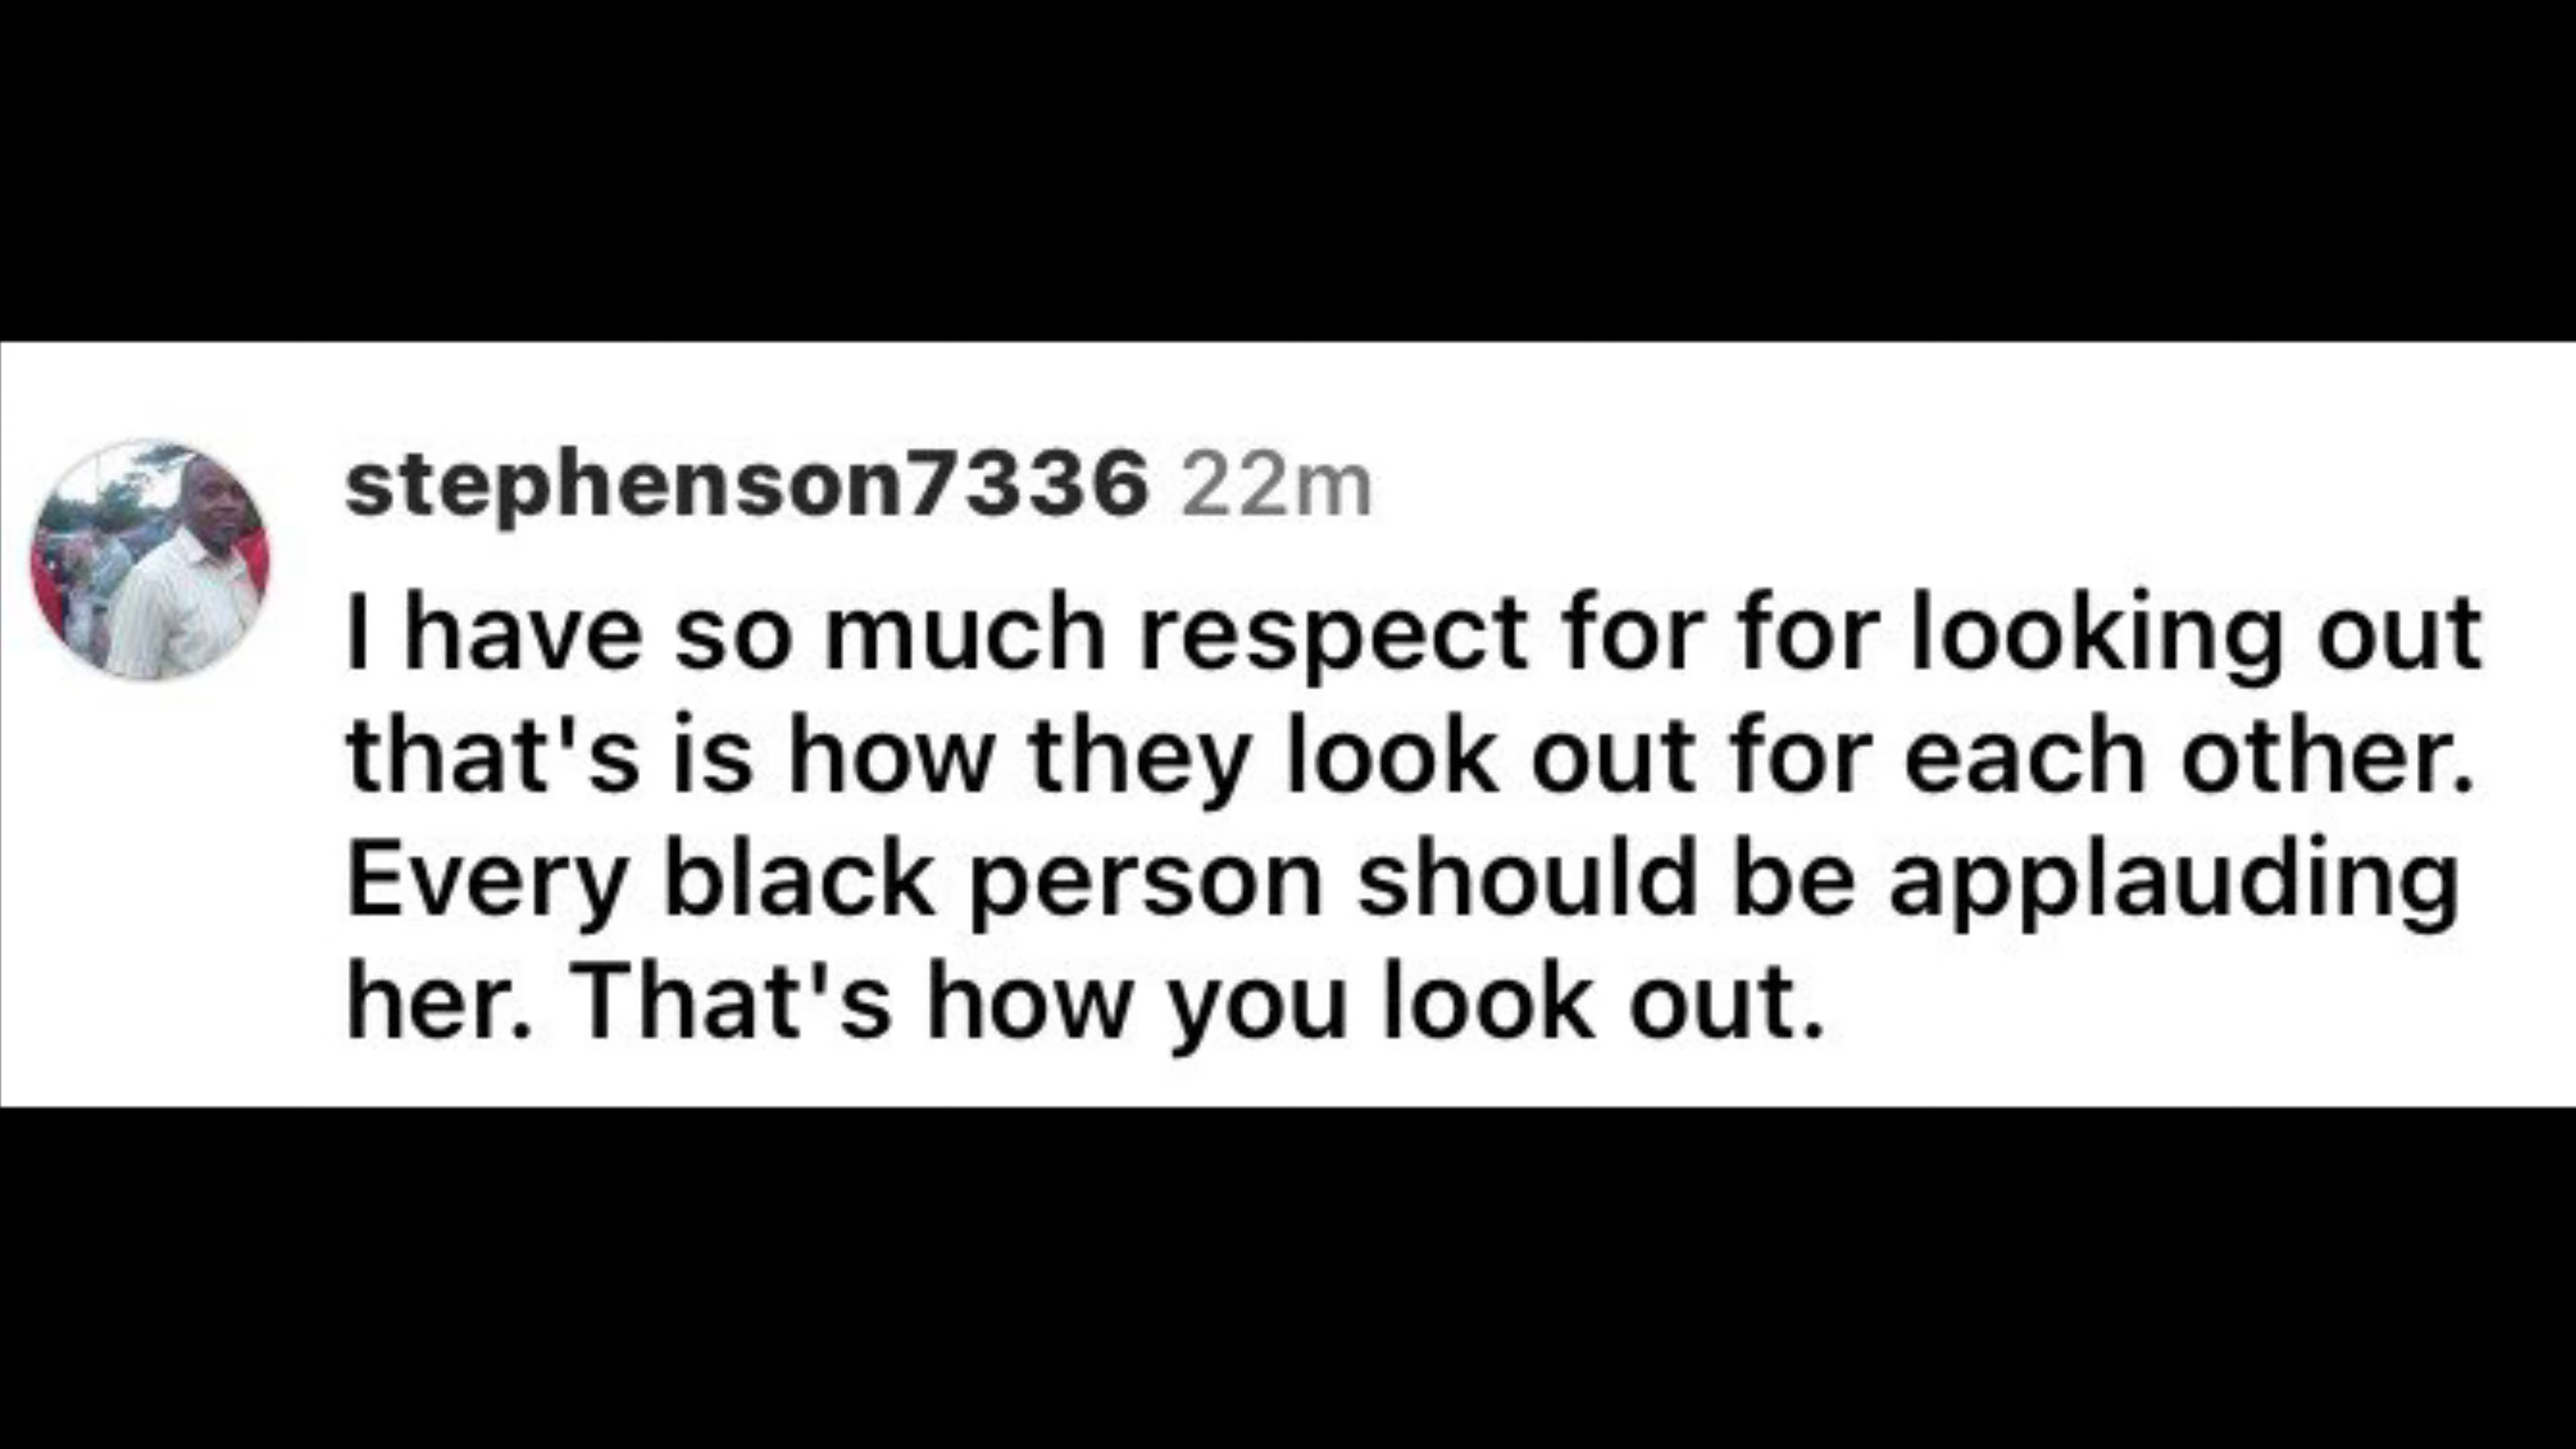 stephenson7336 22m
I have so much respect for for looking out
that's is how they look out for each other.
Every black person should be applauding
her. That's how you look out.